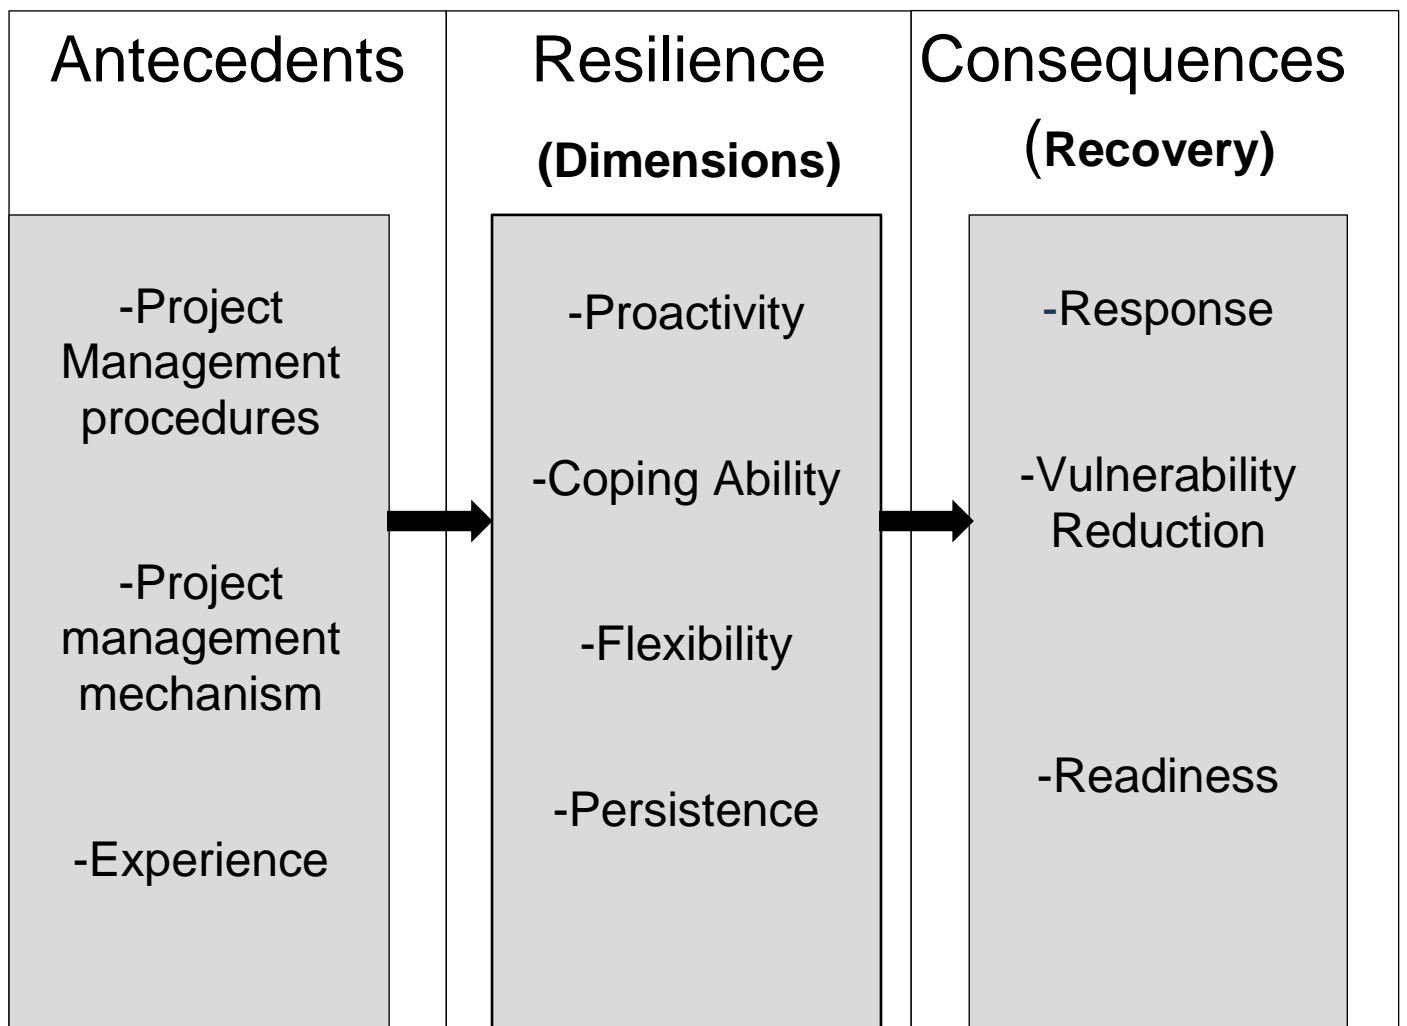 Antecedents
-Project
Management
procedures
-Project
management
mechanism
-Experience
Resilience
(Dimensions)
-Proactivity
-Coping Ability
-Flexibility
-Persistence
Consequences
(Recovery)
-Response
-Vulnerability
Reduction
-Readiness